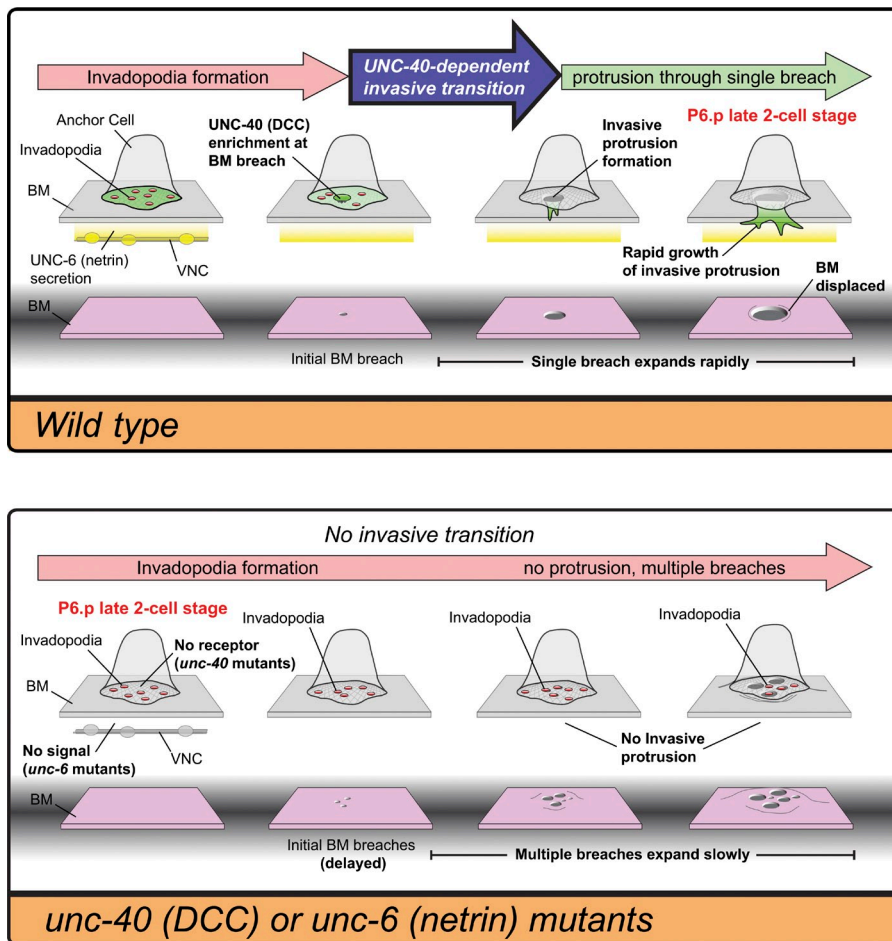 Invadopodia formation
UNC-40-dependent
invasive transition
protrusion through single breach
P6.p late 2-cell stage
Anchor Cell
Invadopodia
BM
UNC-40 (DCC)
enrichment at
BM breach
Invasive
protrusion
formation
UNC-6 (netrin)
secretion
VNC
Rapid growth
of invasive protrusion
BM
displaced
BM
Initial BM breach
Single breach expands rapidly
Wild type
No invasive transition
Invadopodia formation
no protrusion, multiple breaches
P6.p late 2-cell stage
Invadopodia
No receptor
(unc-40 mutants)
Invadopodia
Invadopodia
Invadopodia
BM
No signal
(unc-6 mutants)
VNC
No Invasive
protrusion
BM
Initial BM breaches
(delayed)
Multiple breaches expand slowly
unc-40 (DCC) or unc-6 (netrin) mutants